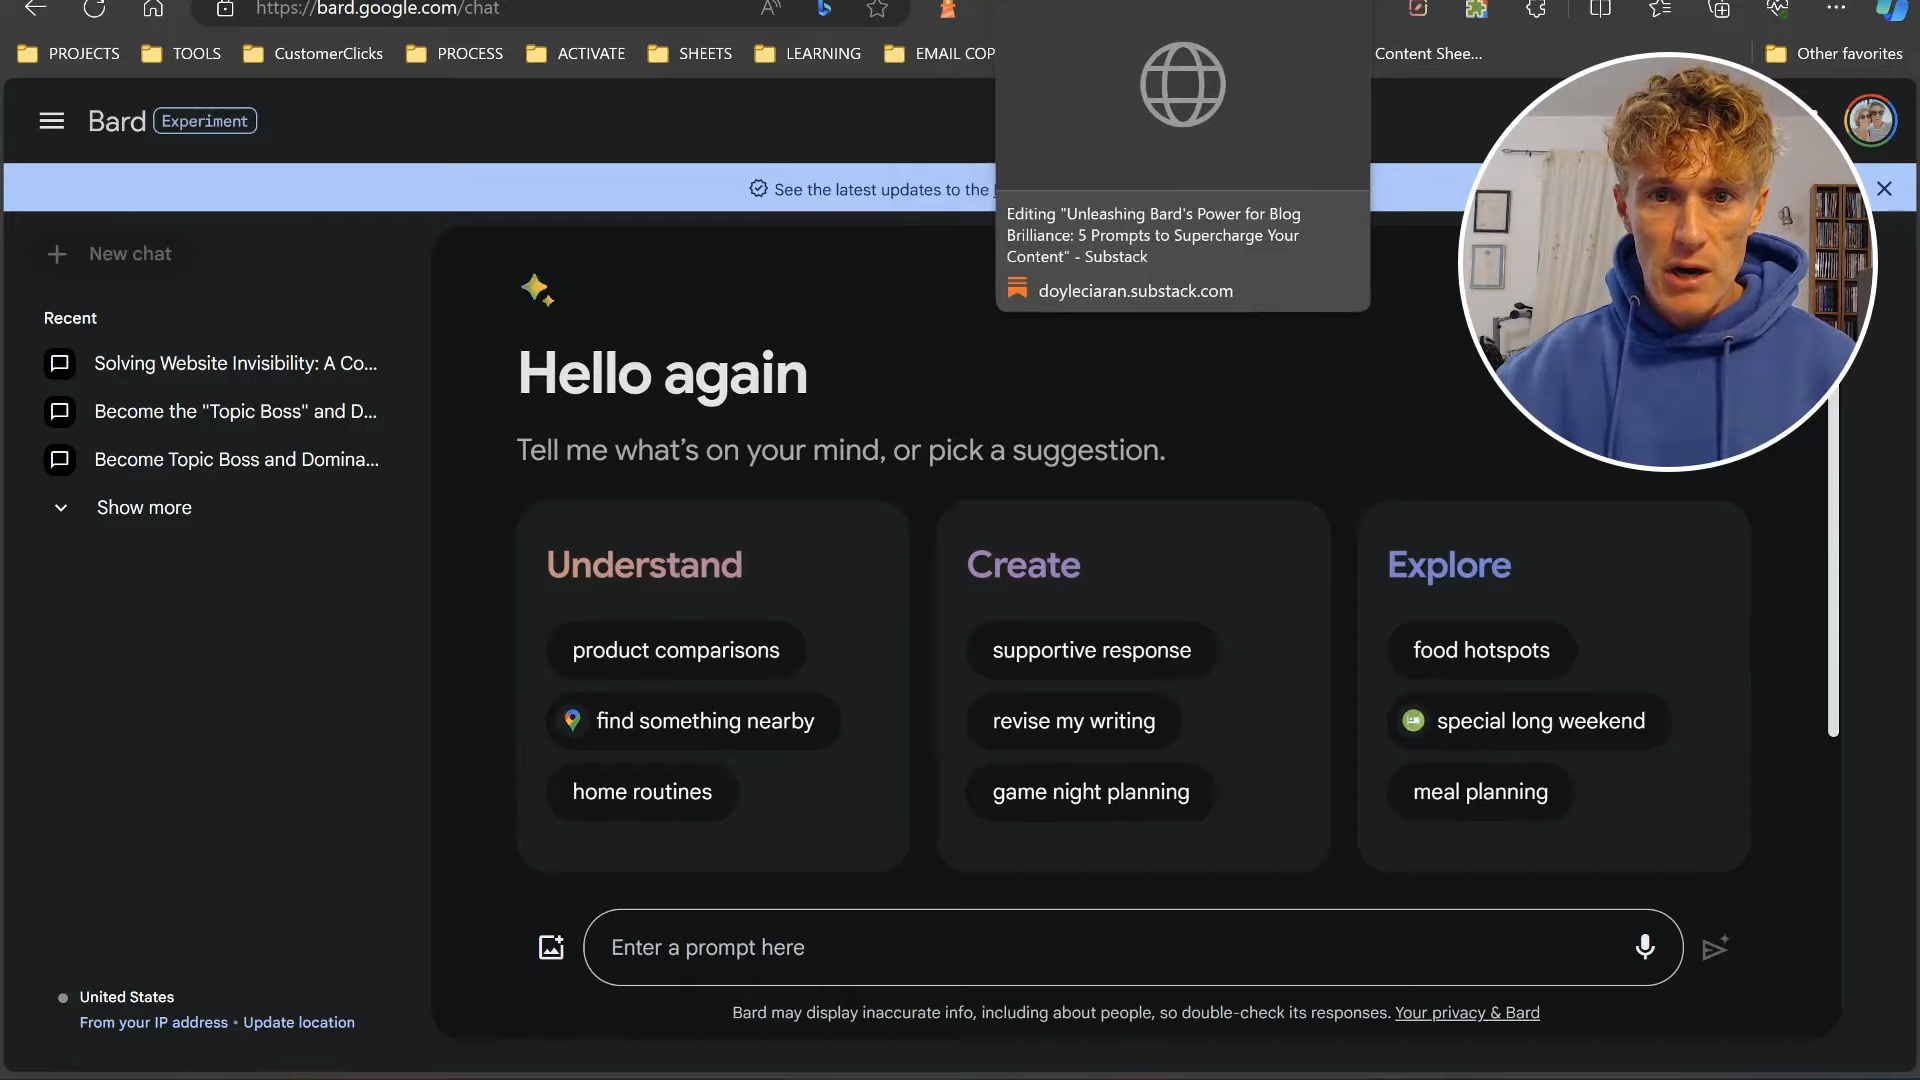 https://bard.google.com/chat
PROJECTS TOOLS CustomerClicks PROCESS ACTIVATE SHEETS LEARNING EMAIL COP Content Shee... Other favorites
Bard Experiment
See the latest updates to the
Editing "Unleashing Bard's Power for Blog
Brilliance: 5 Prompts to Supercharge Your
Content" - Substack
doyleciaran.substack.com
New chat
Recent
Solving Website Invisibility: A Co...
Become the "Topic Boss" and D...
Become Topic Boss and Domina...
Show more
Hello again
Tell me what's on your mind, or pick a suggestion.
Understand
product comparisons
find something nearby
home routines
Create
supportive response
revise my writing
game night planning
Explore
food hotspots
special long weekend
meal planning
Enter a prompt here
Bard may display inaccurate info, including about people, so double-check its responses. Your privacy & Bard
United States
From your IP address • Update location